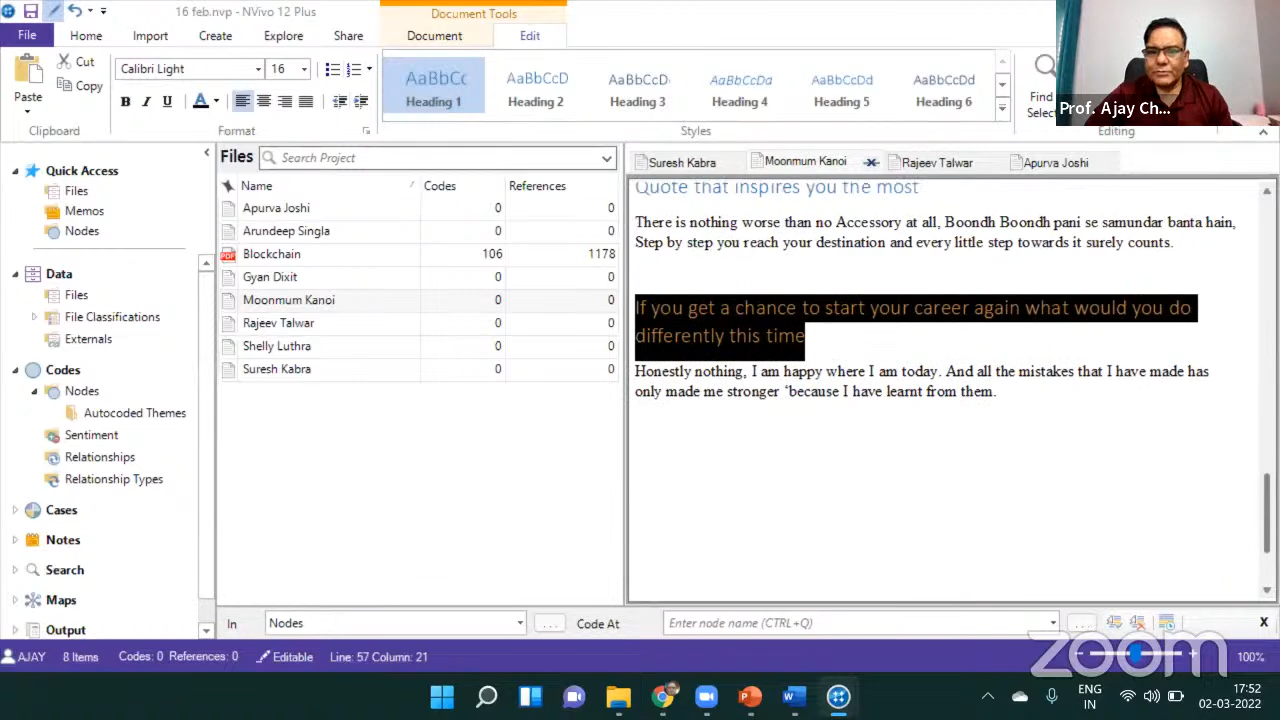 16 feb.nvp - NVivo 12 Plus
Document Tools
File
Home
Import
Create
Explore
Share
Document
Edit
Paste
Cut
Copy
Clipboard
Calibri Light
16
B I U A
Format
AaBbCc
Heading 1
AaBbCcD
Heading 2
AaBbCcD
Heading 3
AaBbCcDa
Heading 4
AaBbCcDd
Heading 5
AaBbCcDd
Heading 6
Styles
Find
Selec
Editing
Prof. Ajay Ch...
Quick Access
Files
Memos
Nodes
Data
Files
File Classifications
Externals
Codes
Nodes
Autocoded Themes
Sentiment
Relationships
Relationship Types
Cases
Notes
Search
Maps
Output
Files
Search Project
Name Codes References
Apurva Joshi 0 0
Arundeep Singla 0 0
PDF Blockchain 106 1178
Gyan Dixit 0 0
Moonmum Kanoi 0 0
Rajeev Talwar 0 0
Shelly Luthra 0 0
Suresh Kabra 0 0
Suresh Kabra
Moonmum Kanoi
Rajeev Talwar
Apurva Joshi
Quote that inspires you the most
There is nothing worse than no Accessory at all, Boondh Boondh pani se samundar banta hain,
Step by step you reach your destination and every little step towards it surely counts.
If you get a chance to start your career again what would you do
differently this time
Honestly nothing, I am happy where I am today. And all the mistakes that I have made has
only made me stronger ‘because I have learnt from them.
In
Nodes
...
Code At
Enter node name (CTRL+Q)
...
X
AJAY
8 Items
Codes: 0 References: 0
Editable
Line: 57 Column: 21
100%
zoom
ENG
IN
17:52
02-03-2022